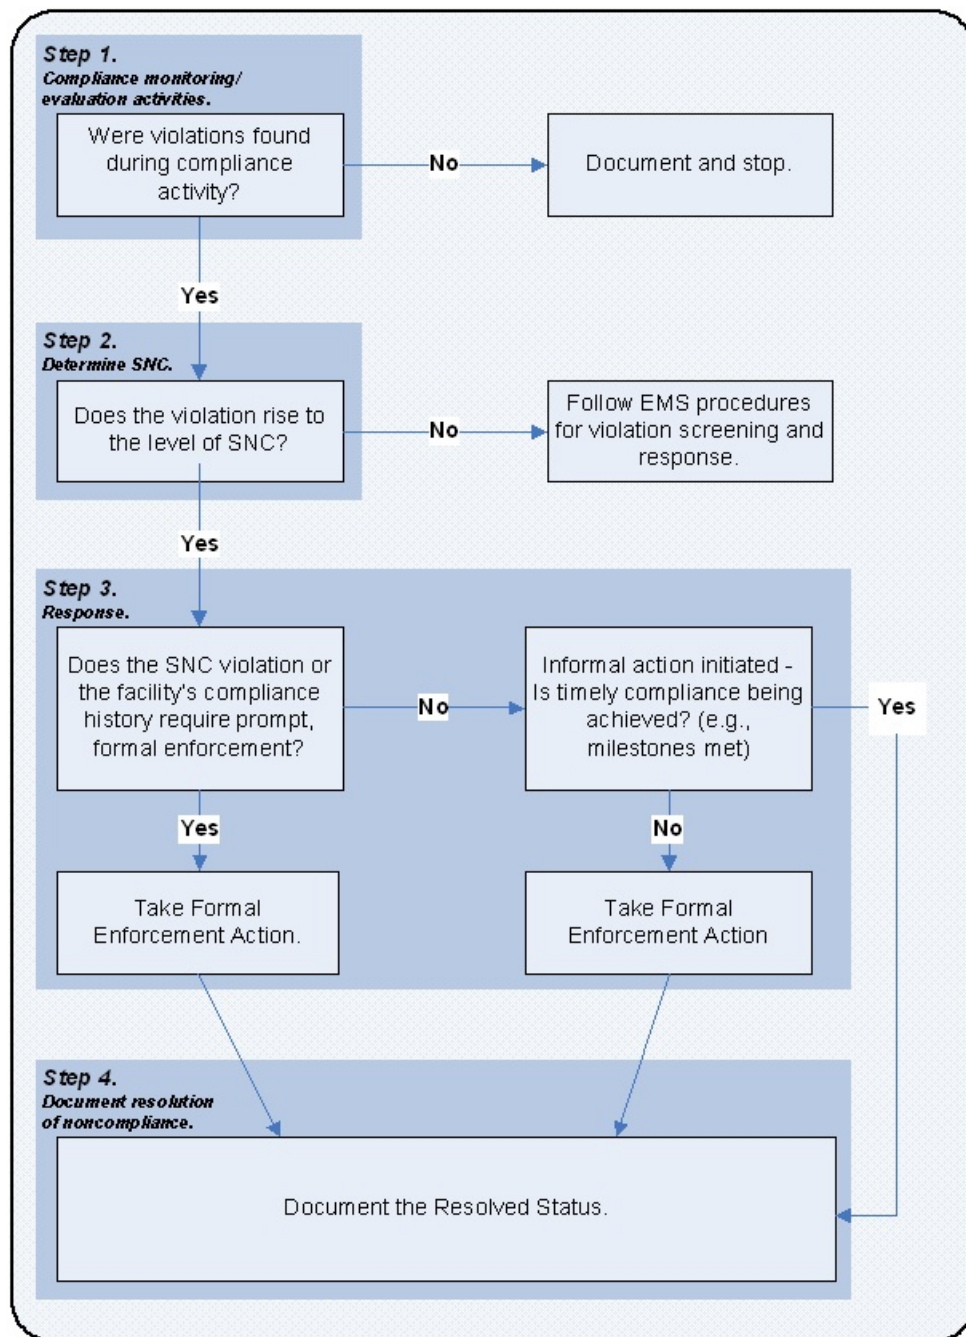 Step 1.
Compliance monitoring/
evaluation activities.
Were violations found
during compliance
activity?
No
Document and stop.
Yes
Step 2.
Determine SNC.
Does the violation rise to
the level of SNC?
No
Follow EMS procedures
for violation screening and
response.
Yes
Step 3.
Response.
Does the SNC violation or
the facility's compliance
history require prompt,
formal enforcement?
No
Informal action initiated -
Is timely compliance being
achieved? (e.g.,
milestones met)
Yes
Yes
No
Take Formal
Enforcement Action.
Take Formal
Enforcement Action
Step 4.
Document resolution
of noncompliance.
Document the Resolved Status.